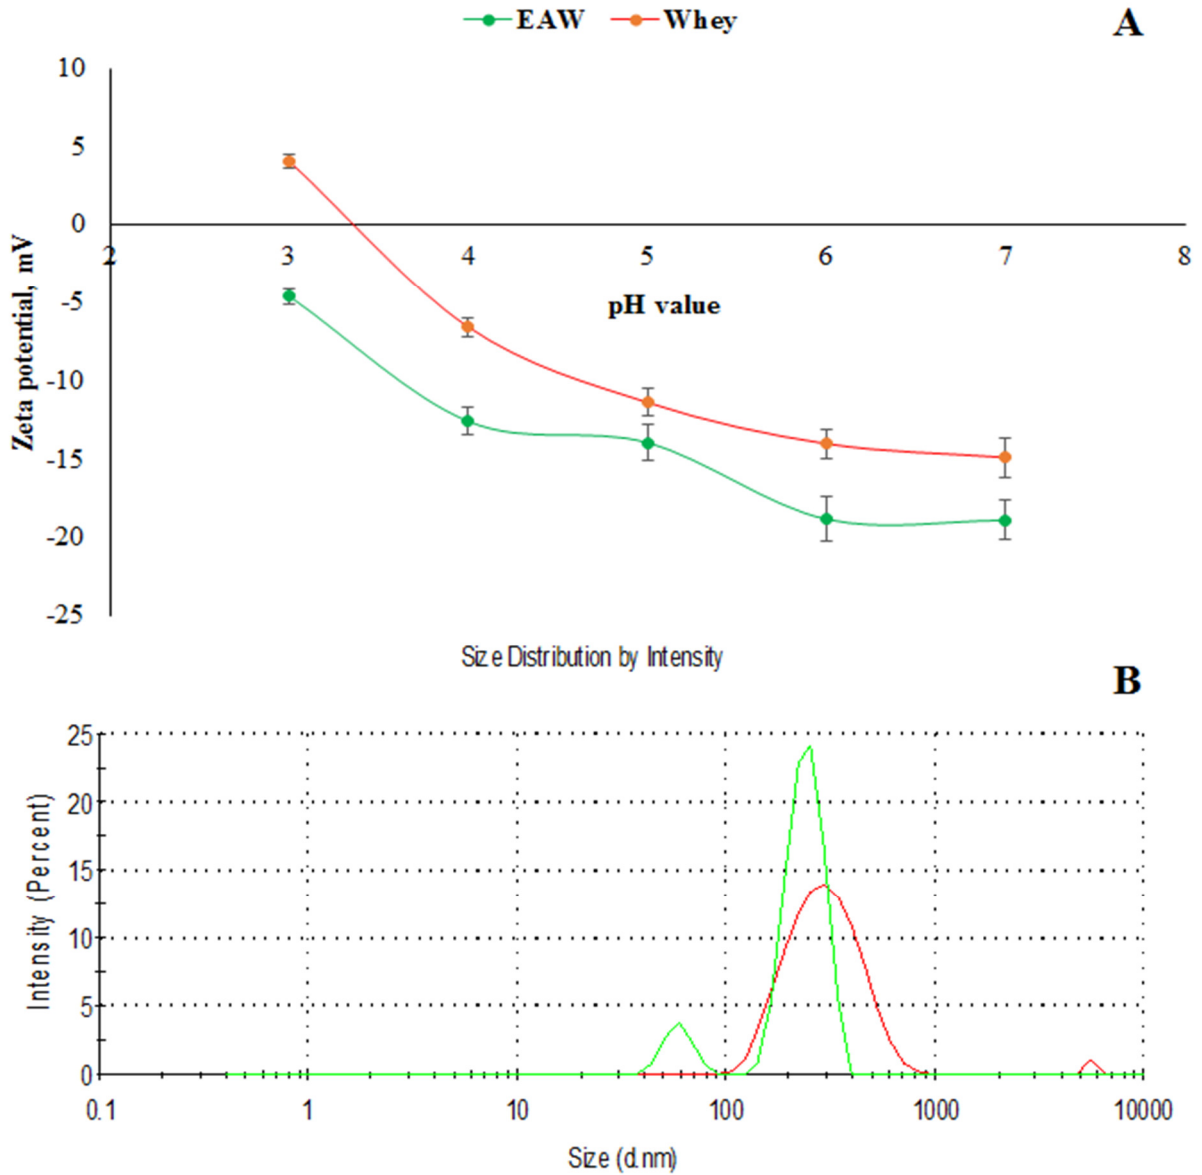 EAW Whey A
10
5
0
2 3 4 5 6 7 8
-5
pH value
-10
-15
-20
-25
Zeta potential, mV
Size Distribution by Intensity
B
25
20
15
10
5
0
Intensity (Percent)
0.1 1 10 100 1000 10000
Size (d.nm)